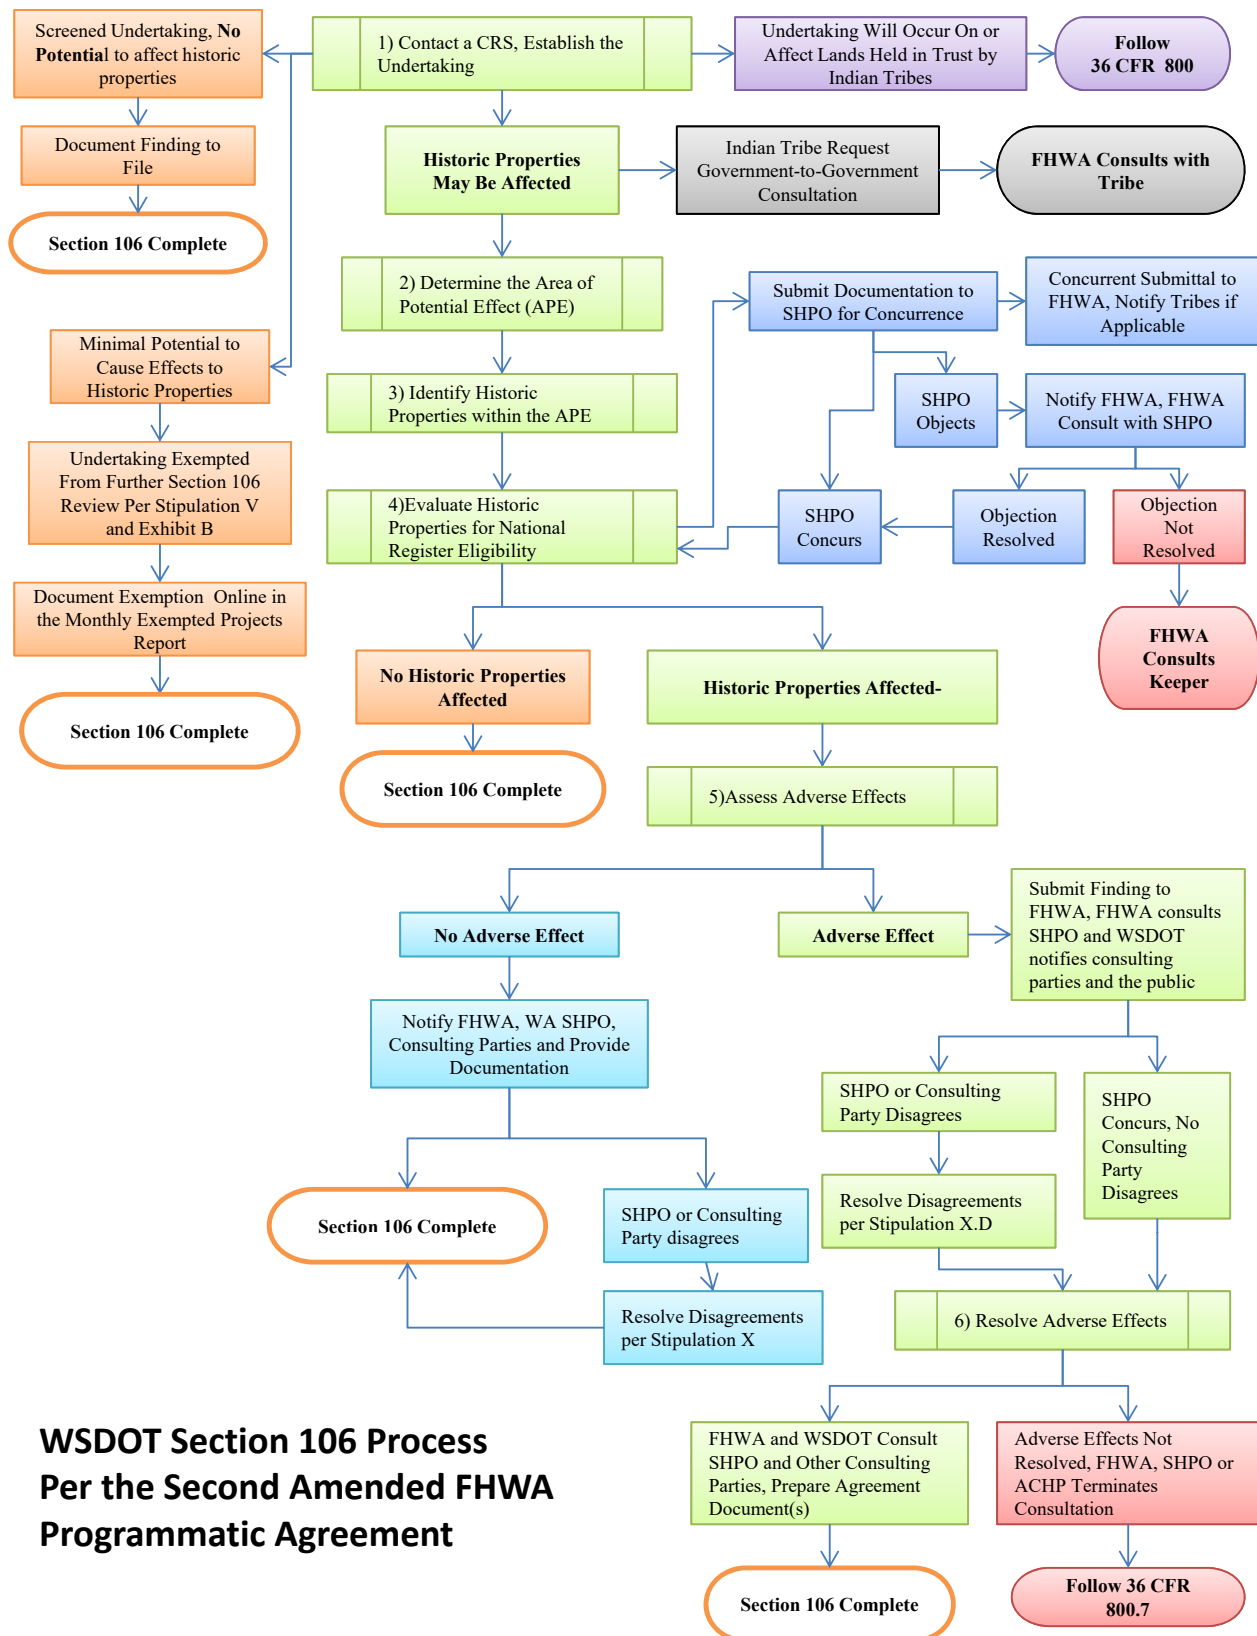 Screened Undertaking, No
Potential to affect historic
properties
1) Contact a CRS, Establish the
Undertaking
Undertaking Will Occur On or
Affect Lands Held in Trust by
Indian Tribes
Follow
36 CFR 800
Document Finding to
File
Historic Properties
May Be Affected
Indian Tribe Request
Government-to-Government
Consultation
FHWA Consults with
Tribe
Section 106 Complete
2) Determine the Area of
Potential Effect (APE)
Submit Documentation to
SHPO for Concurrence
Concurrent Submittal to
FHWA, Notify Tribes if
Applicable
Minimal Potential to
Cause Effects to
Historic Properties
3) Identify Historic
Properties within the APE
SHPO
Objects
Notify FHWA, FHWA
Consult with SHPO
Undertaking Exempted
From Further Section 106
Review Per Stipulation V
and Exhibit B
4)Evaluate Historic
Properties for National
Register Eligibility
SHPO
Concurs
Objection
Resolved
Objection
Not
Resolved
Document Exemption Online in
the Monthly Exempted Projects
Report
No Historic Properties
Affected
Historic Properties Affected-
FHWA
Consults
Keeper
Section 106 Complete
Section 106 Complete
5)Assess Adverse Effects
No Adverse Effect
Adverse Effect
Submit Finding to
FHWA, FHWA consults
SHPO and WSDOT
notifies consulting
parties and the public
Notify FHWA, WA SHPO,
Consulting Parties and Provide
Documentation
SHPO or Consulting
Party Disagrees
SHPO
Concurs, No
Consulting
Party
Disagrees
Section 106 Complete
SHPO or Consulting
Party disagrees
Resolve Disagreements
per Stipulation X.D
Resolve Disagreements
per Stipulation X
6) Resolve Adverse Effects
WSDOT Section 106 Process
Per the Second Amended FHWA
Programmatic Agreement
FHWA and WSDOT Consult
SHPO and Other Consulting
Parties, Prepare Agreement
Document(s)
Adverse Effects Not
Resolved, FHWA, SHPO or
ACHP Terminates
Consultation
Section 106 Complete
Follow 36 CFR
800.7